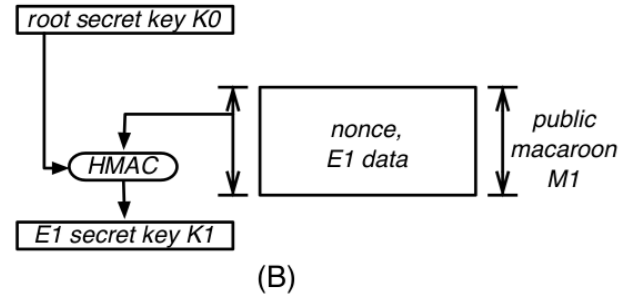 root secret key K0
nonce,
E1 data
public
macaroon
M1
HMAC
E1 secret key K1
(B)